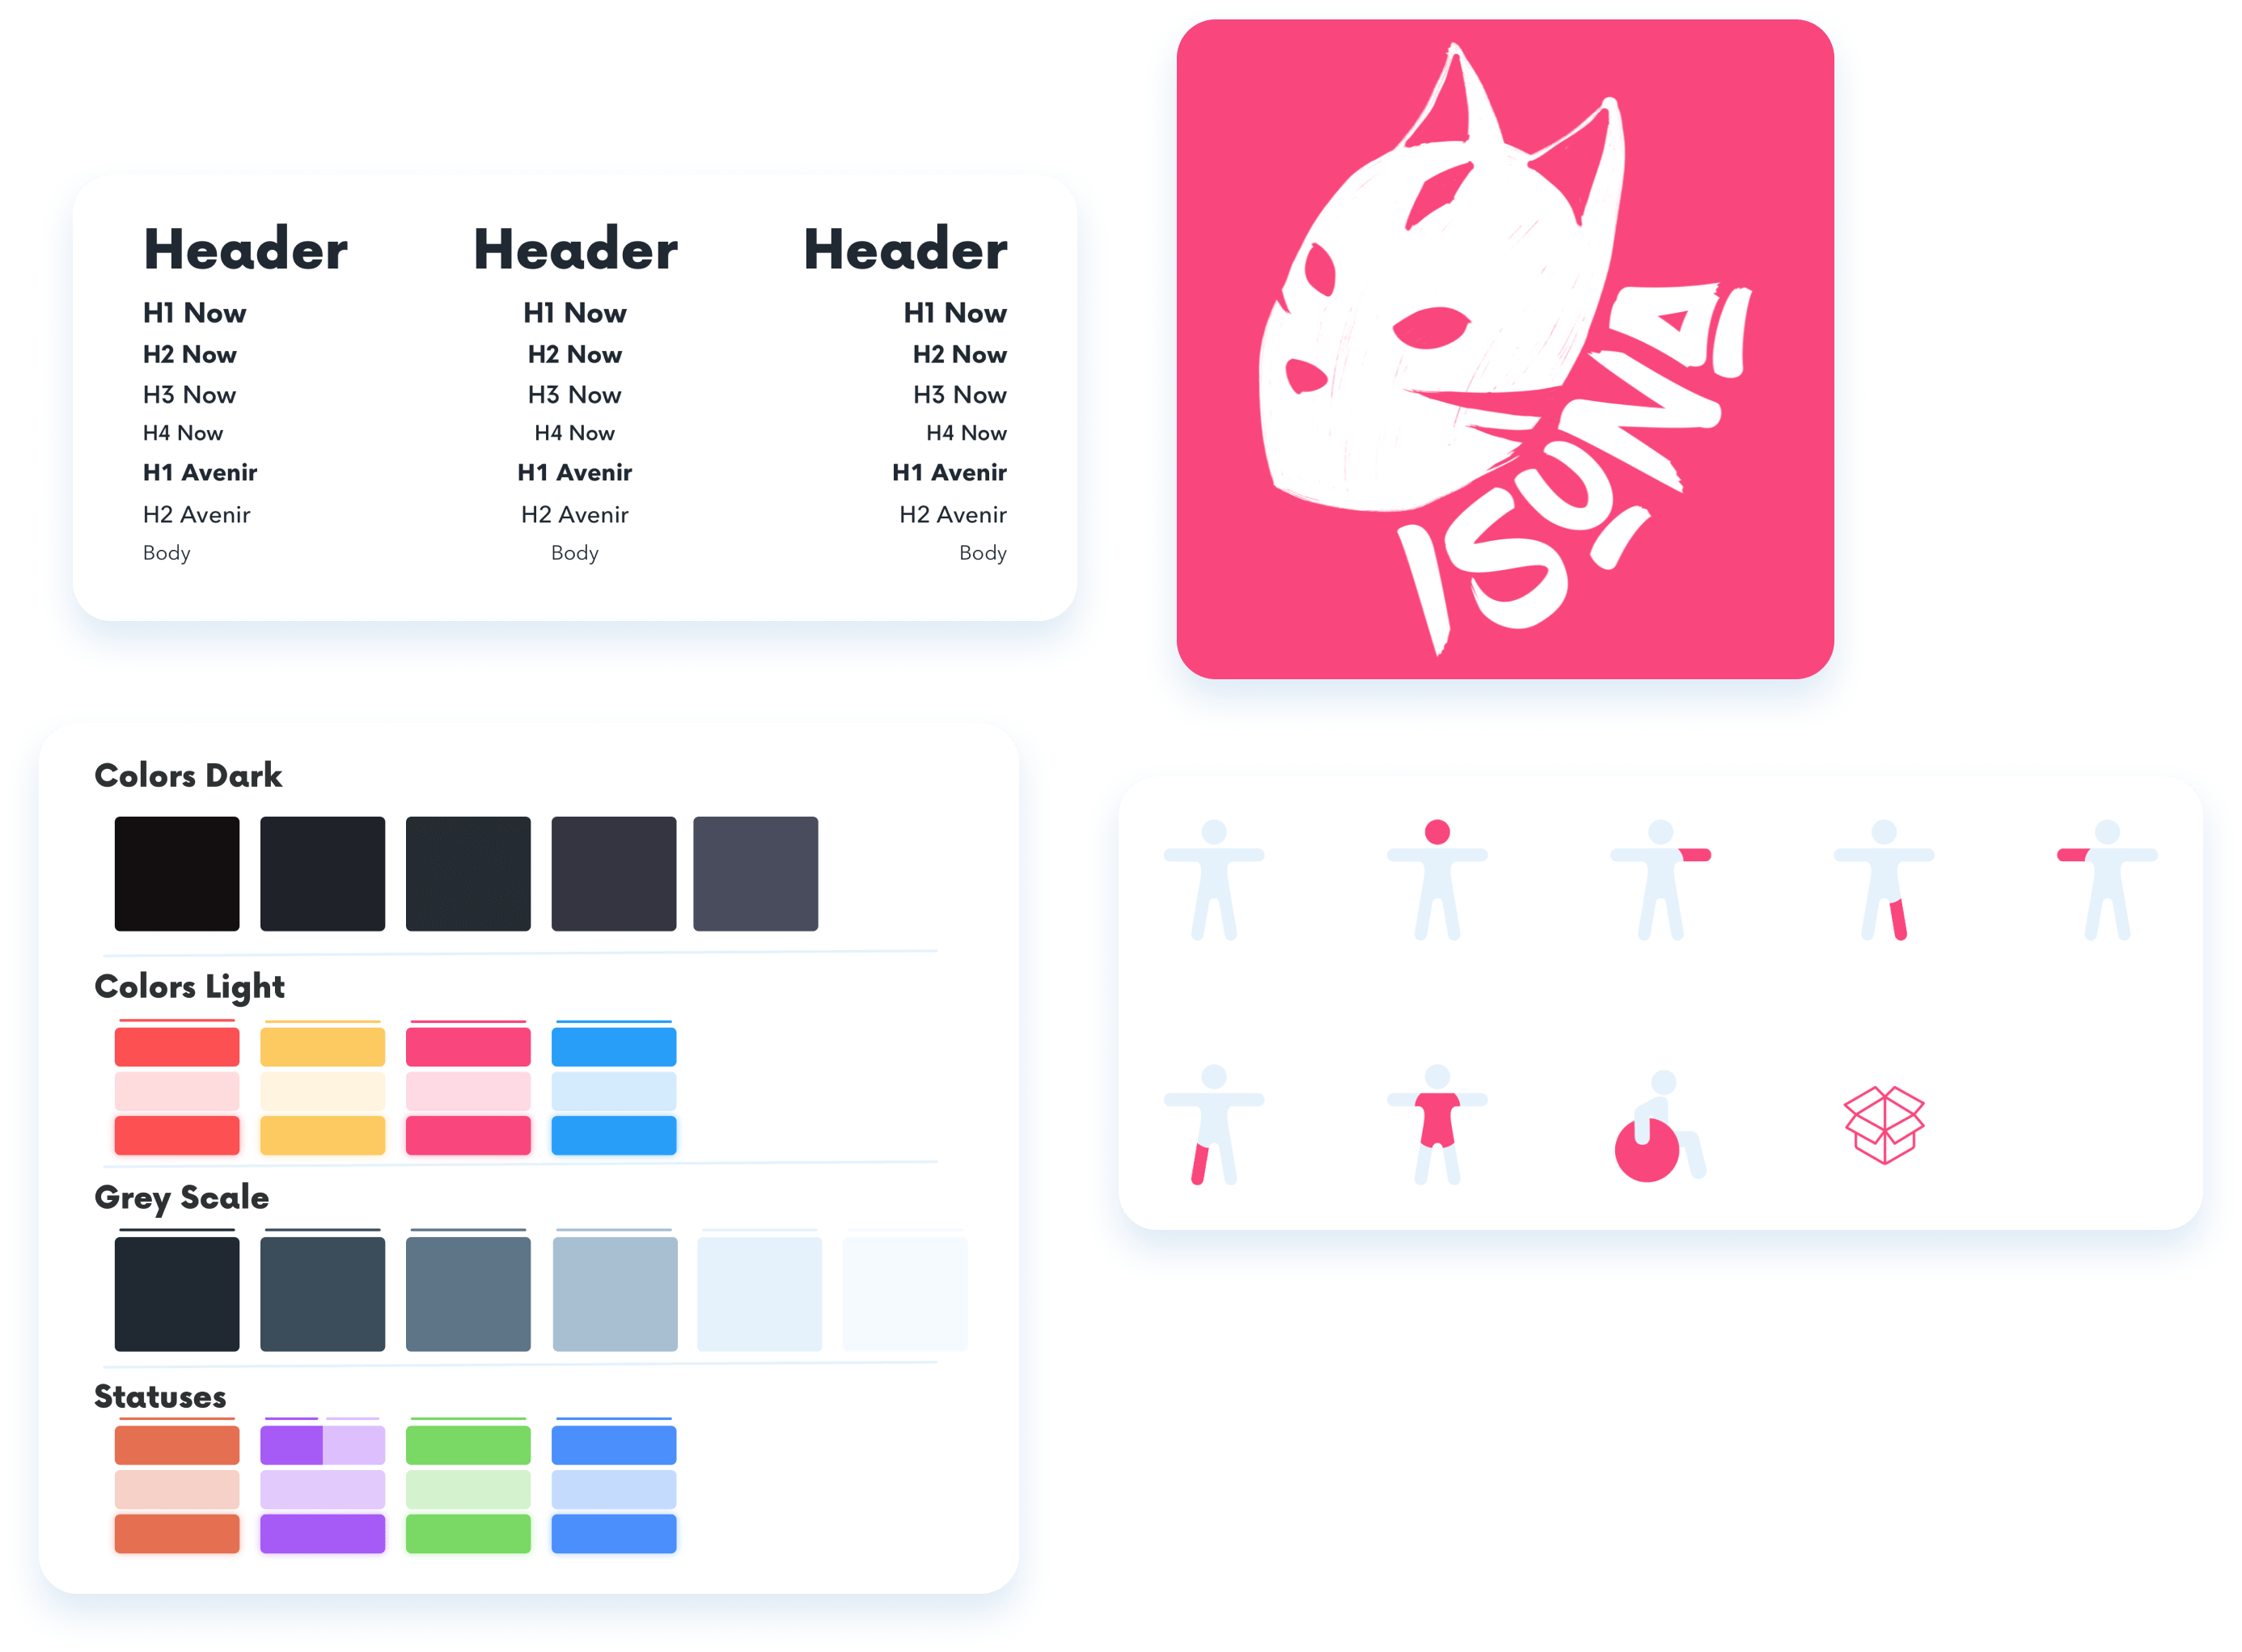 Header Header Header
H1 Now H1 Now H1 Now
H2 Now H2 Now H2 Now
H3 Now H3 Now H3 Now
H4 Now H4 Now H4 Now
H1 Avenir H1 Avenir H1 Avenir
H2 Avenir H2 Avenir H2 Avenir
Body Body Body
Colors Dark
Colors Light
Grey Scale
Statuses